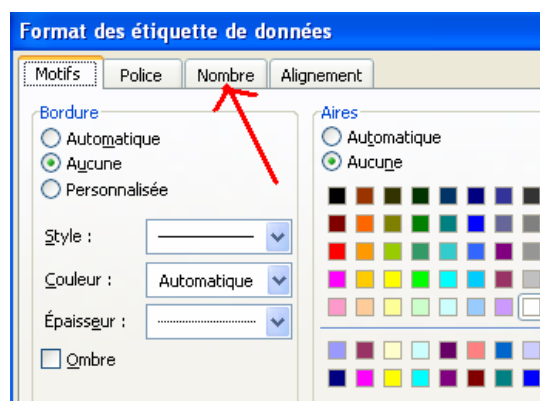 Format des étiquette de données
Motifs Police Nombre Alignement
Bordure
Automatique
Aucune
Personnalisée
Style :
Couleur : Automatique
Épaisseur :
Ombre
Aires
Automatique
Aucune